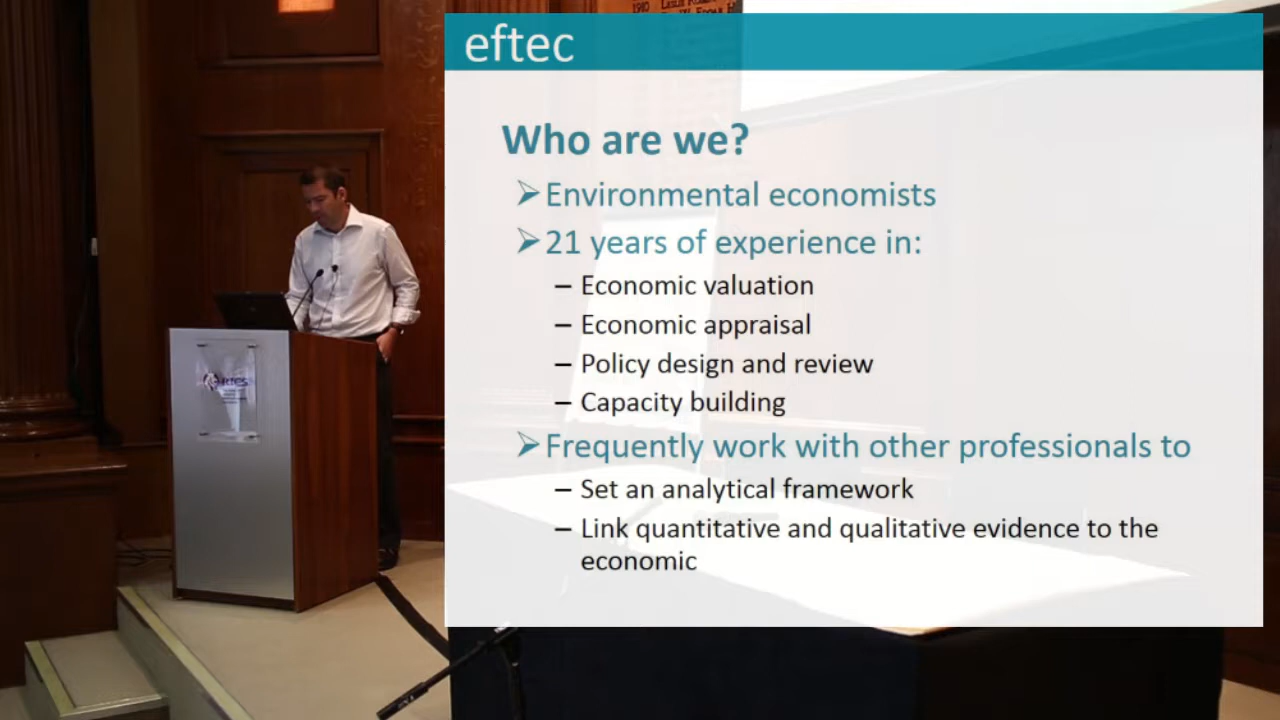 eftec
Who are we?
➢Environmental economists
➢21 years of experience in:
– Economic valuation
– Economic appraisal
– Policy design and review
– Capacity building
➢Frequently work with other professionals to
– Set an analytical framework
– Link quantitative and qualitative evidence to the
economic